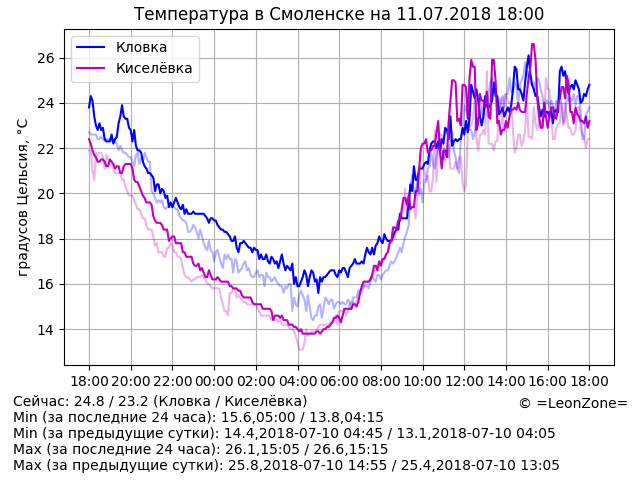 Температура в Смоленске на 11.07.2018 18:00
Кловка
Киселёвка
градусов Цельсия, °C
26
24
22
20
18
16
14
18:00 20:00 22:00 00:00 02:00 04:00 06:00 08:00 10:00 12:00 14:00 16:00 18:00
Сейчас: 24.8 / 23.2 (Кловка / Киселёвка)
© =LeonZone=
Min (за последние 24 часа): 15.6,05:00 / 13.8,04:15
Min (за предыдущие сутки): 14.4,2018-07-10 04:45 / 13.1,2018-07-10 04:05
Max (за последние 24 часа): 26.1,15:05 / 26.6,15:15
Max (за предыдущие сутки): 25.8,2018-07-10 14:55 / 25.4,2018-07-10 13:05